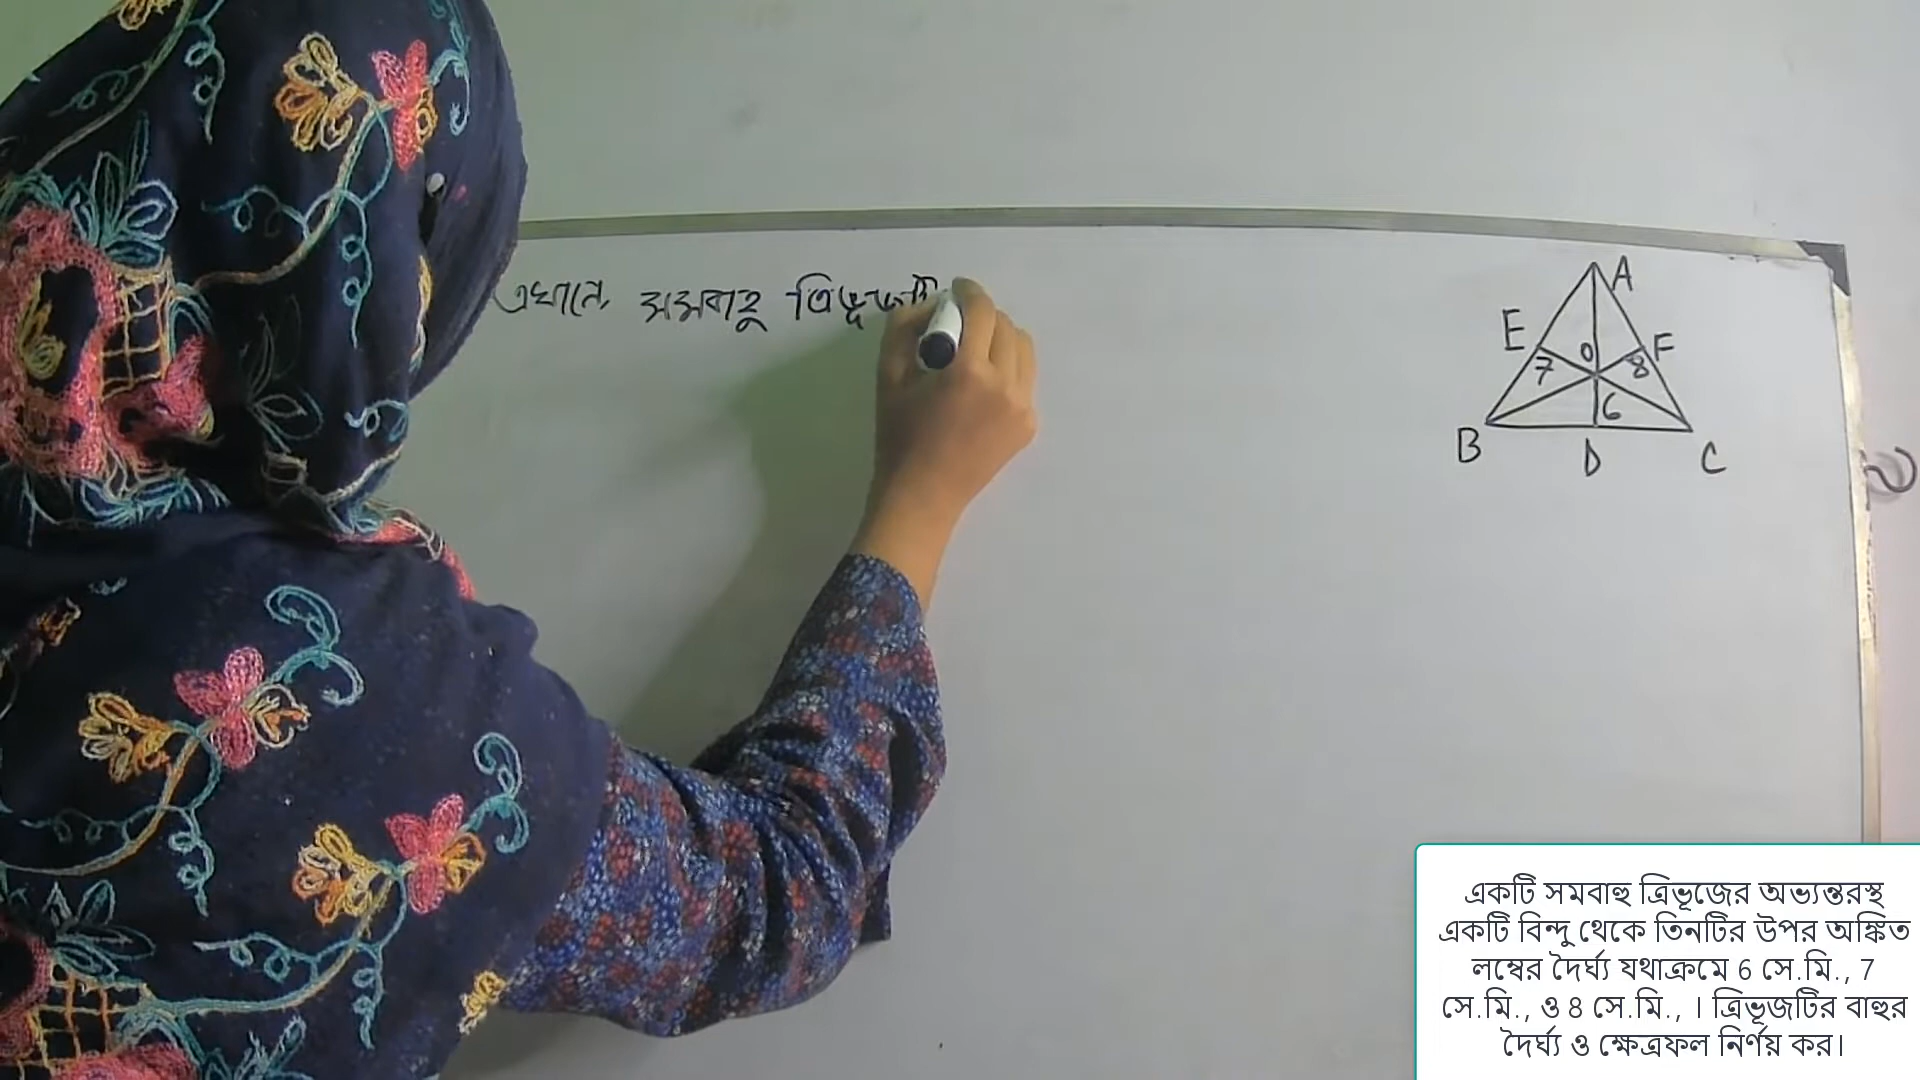 এখানে, সমবাহু ত্রিভুজটি
A
E
F
7
O
8
6
B
D
C
একটি সমবাহু ত্রিভূজের অভ্যন্তরস্থ
একটি বিন্দু থেকে তিনটির উপর অঙ্কিত
লম্বের দৈর্ঘ্য যথাক্রমে 6 সে.মি., 7
সে.মি., ও 8 সে.মি., । ত্রিভূজটির বাহুর
দৈর্ঘ্য ও ক্ষেত্রফল নির্ণয় কর।